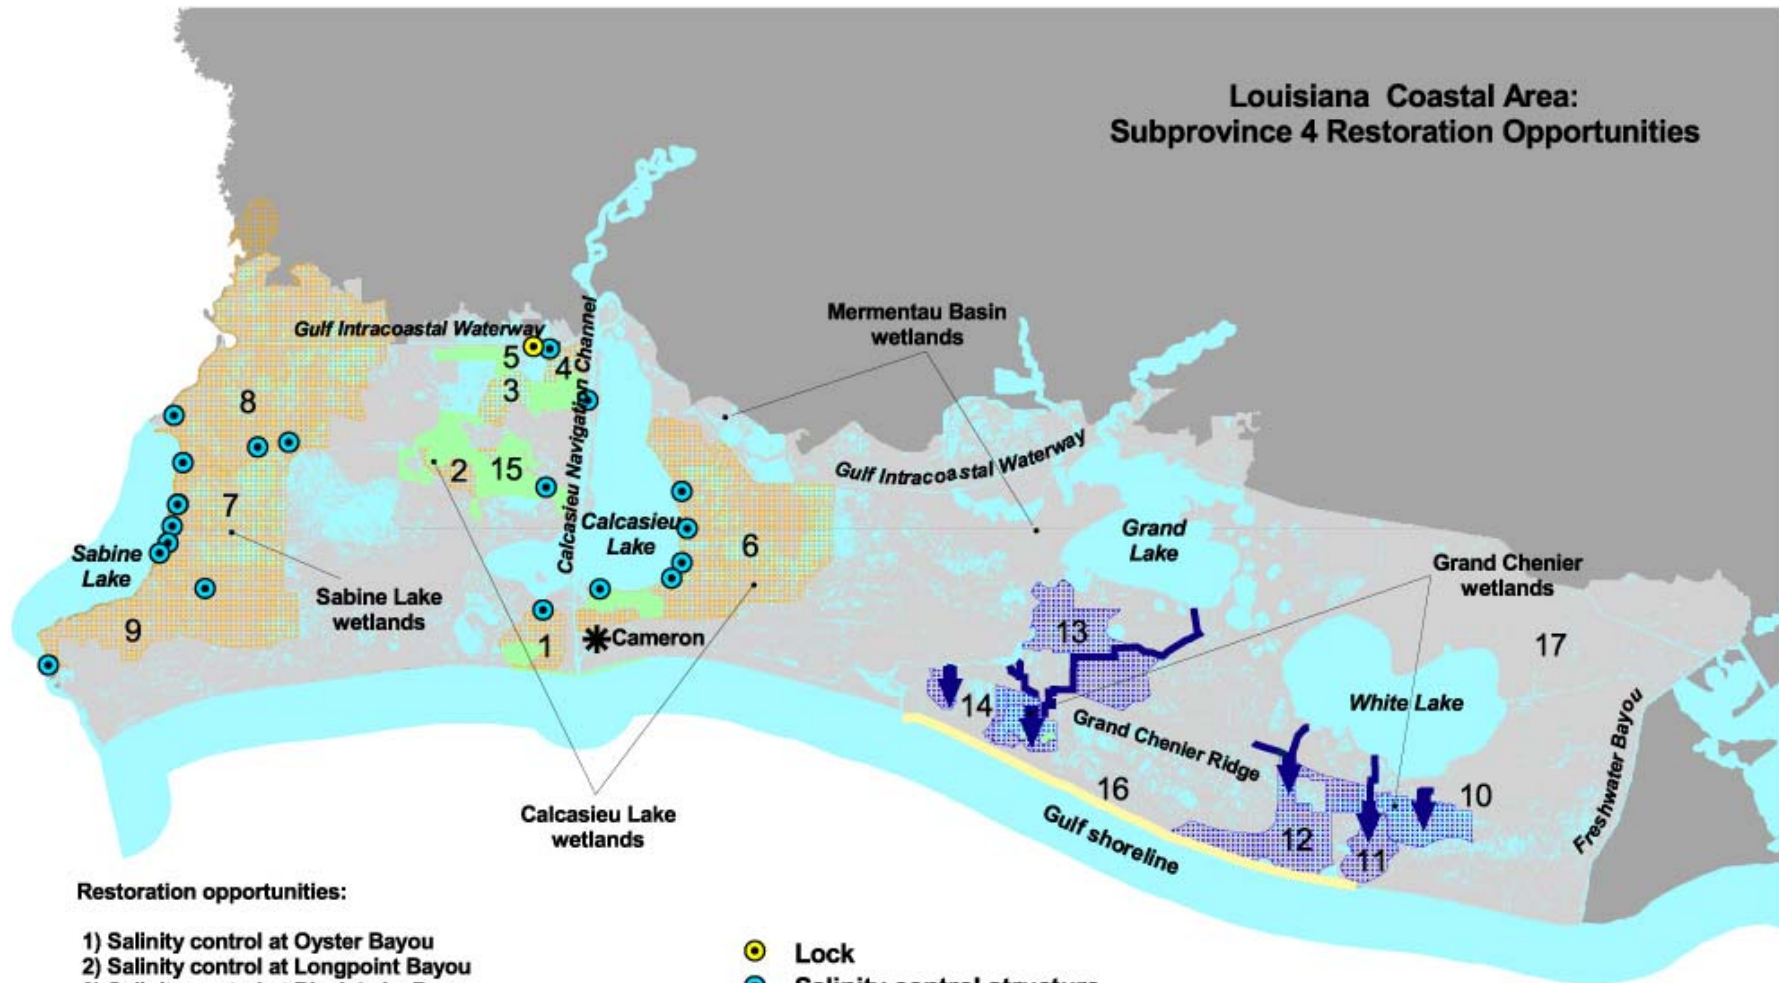 Louisiana Coastal Area:
Subprovince 4 Restoration Opportunities
Mermentau Basin
wetlands
Gulf Intracoastal Waterway
Calcasieu Navigation Channel
5
4
3
8
2
15
Gulf Intracoastal Waterway
7
Calcasieu
Lake
6
Grand
Lake
Sabine
Lake
Sabine Lake
wetlands
Grand Chenier
wetlands
9
1
Cameron
13
17
14
White Lake
Grand Chenier Ridge
16
10
Freshwater Bayou
Calcasieu Lake
wetlands
Gulf shoreline
12
11
Restoration opportunities:
1) Salinity control at Oyster Bayou
2) Salinity control at Longpoint Bayou
Lock
Salinity control structure